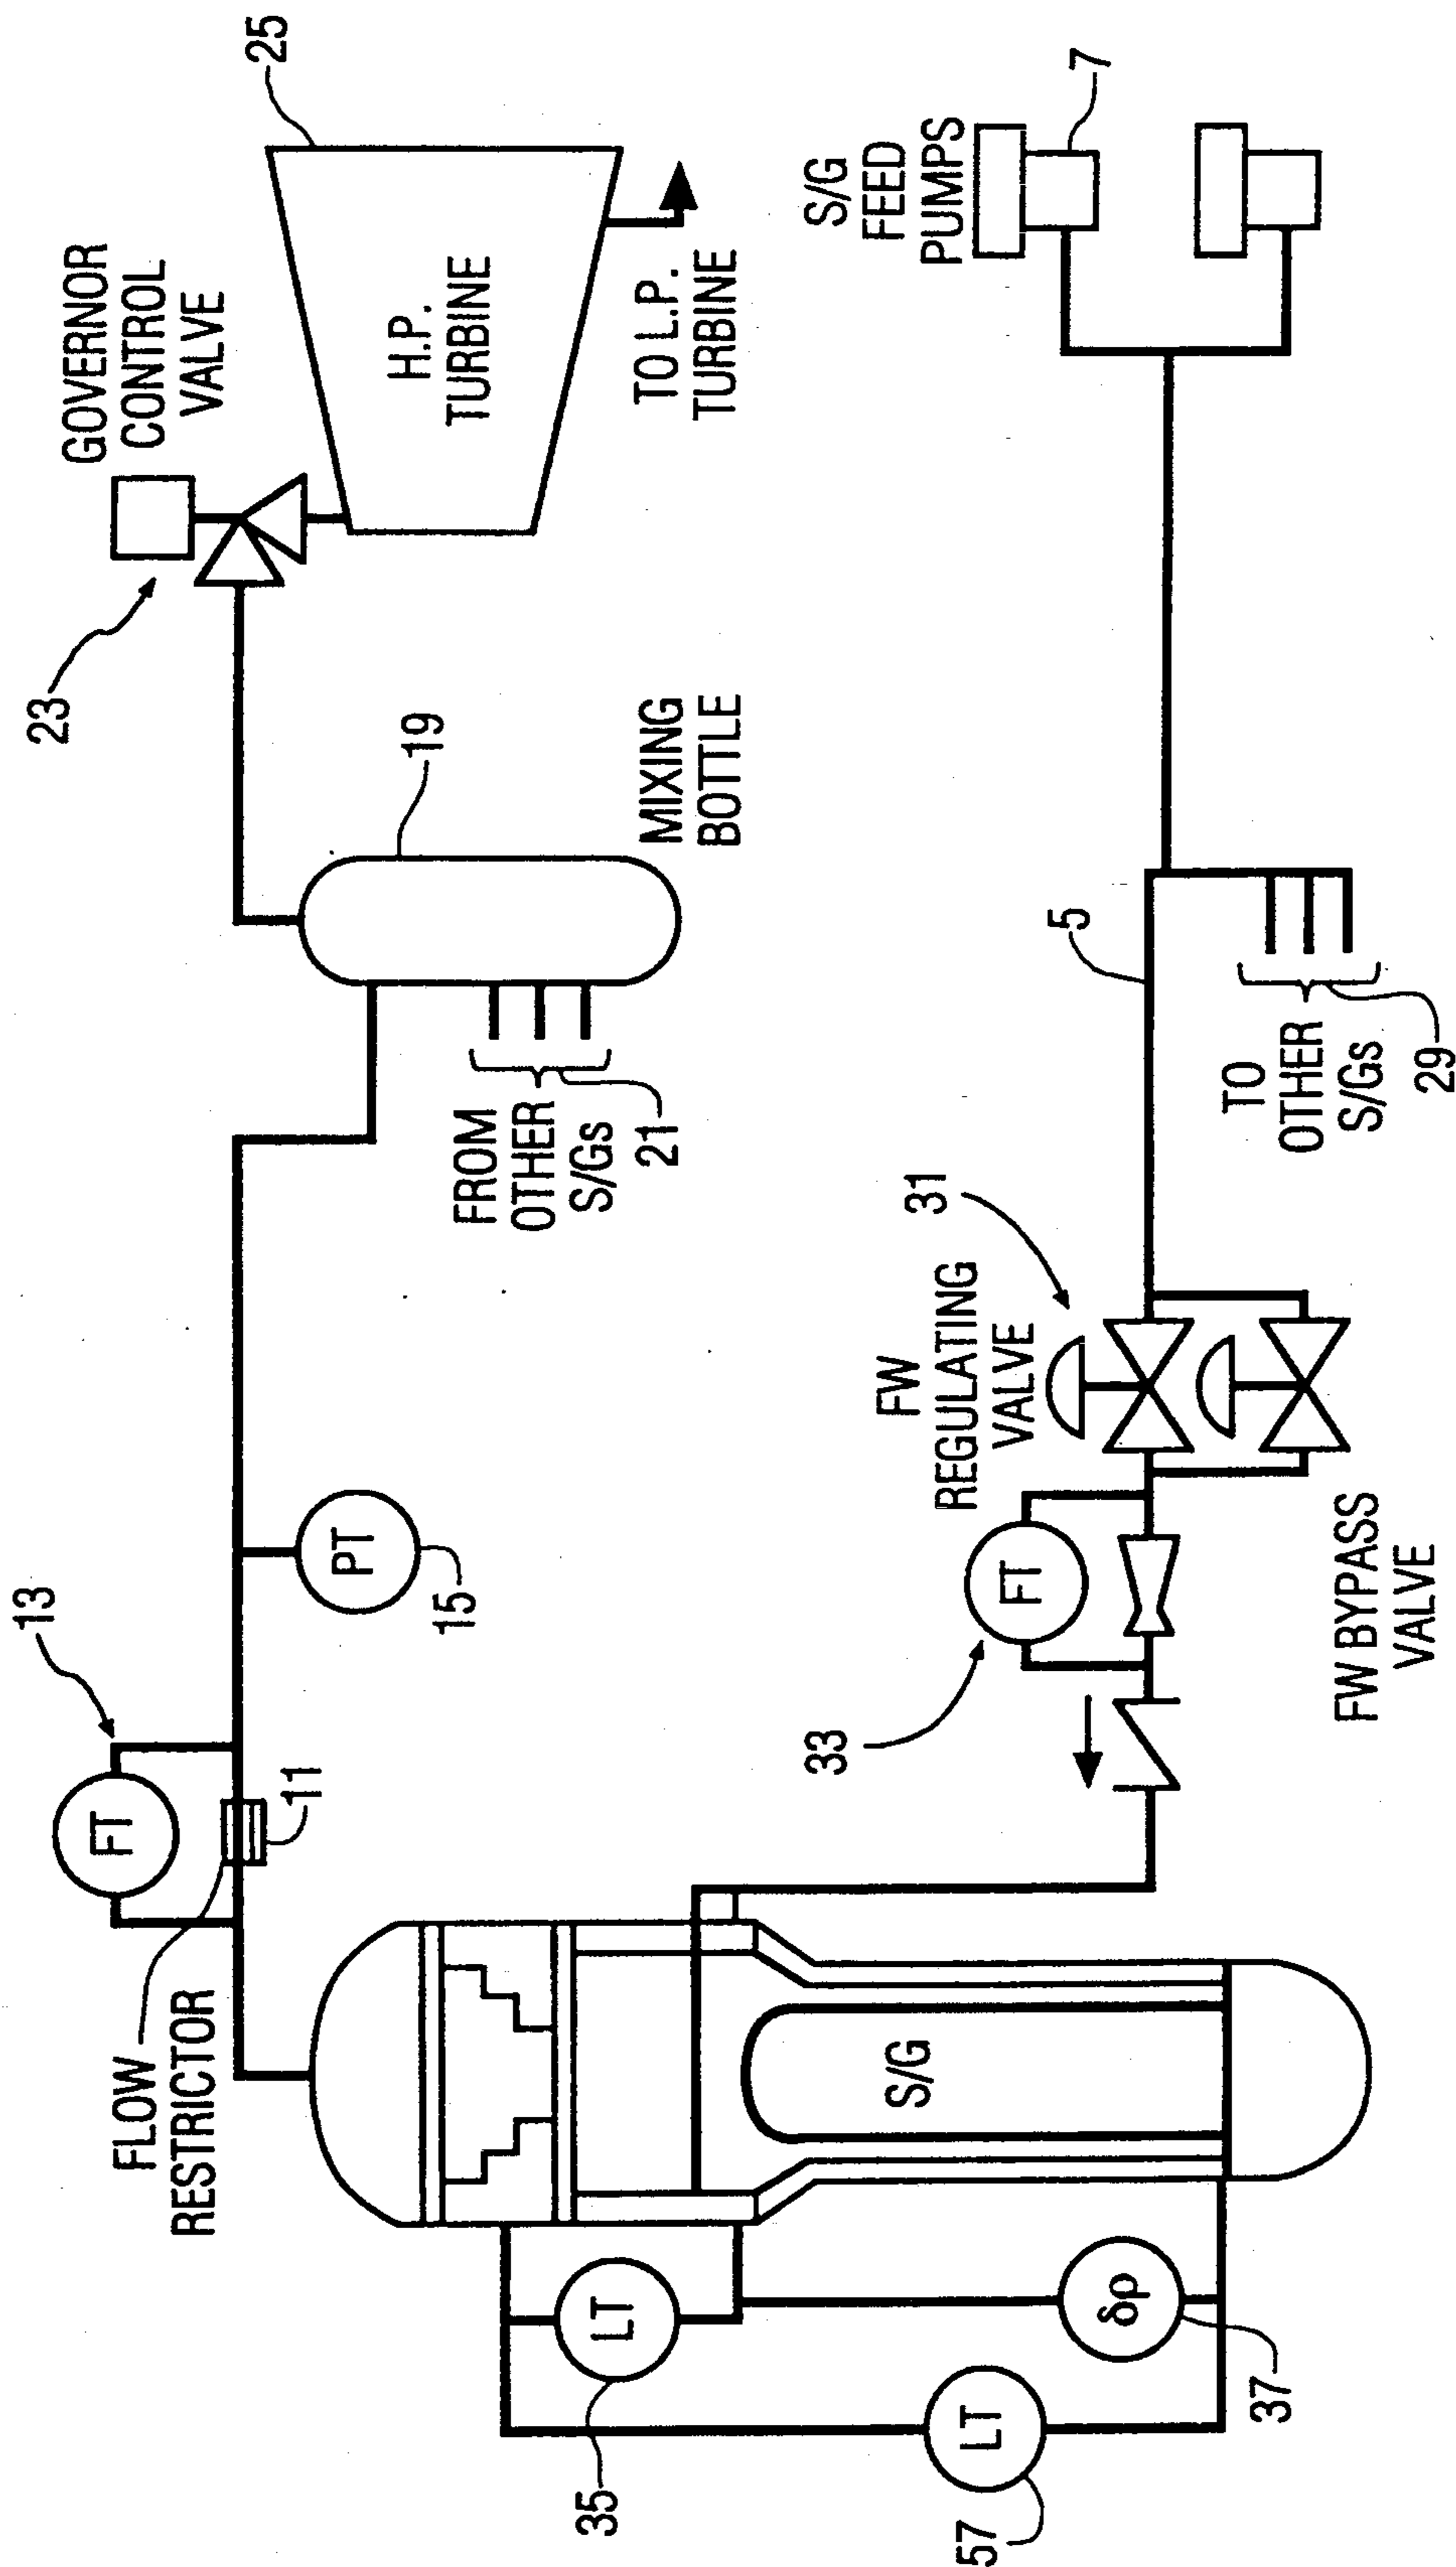 23
GOVERNOR
CONTROL
VALVE
25
H.P.
TURBINE
TO L.P.
TURBINE
19
MIXING
BOTTLE
FROM
OTHER
S/Gs
21
13
FT
11
PT
15
FLOW
RESTRICTOR
S/G
FEED
PUMPS
7
5
TO
OTHER
S/Gs
29
31
FW
REGULATING
VALVE
FT
33
FW BYPASS
VALVE
S/G
LT
35
LT
57
δρ
37